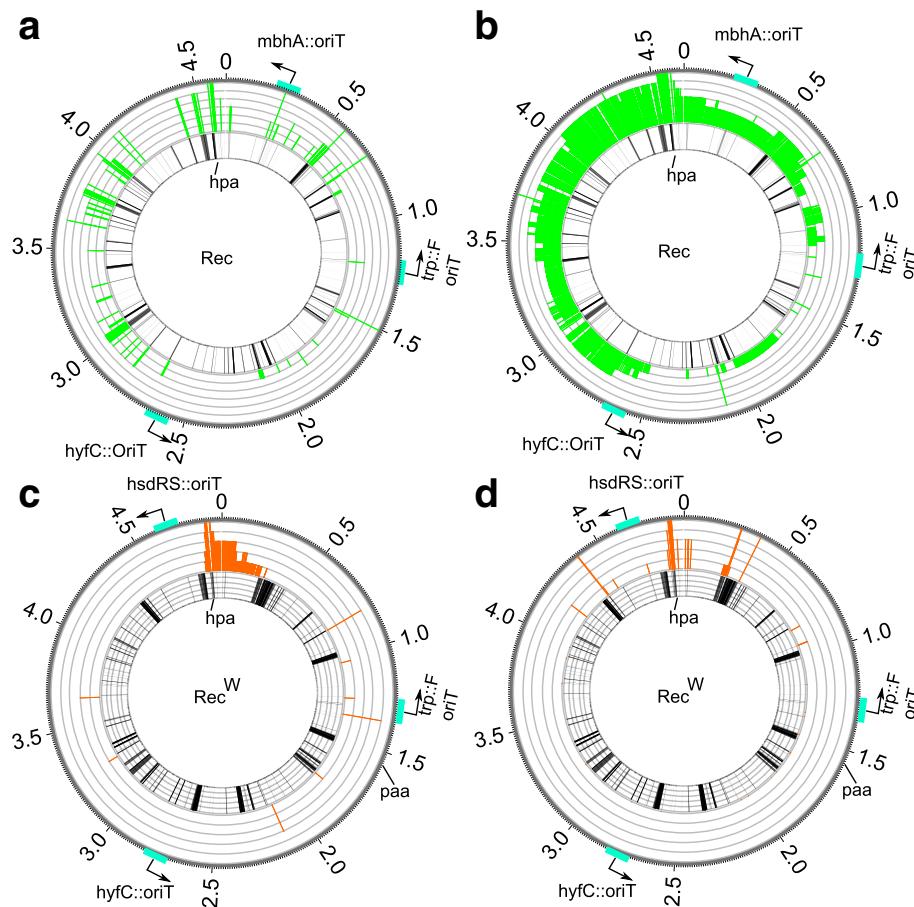 a
mbhA::oriT
0
0.5
1.0
trp::F
oriT
1.5
2.0
2.5
hyfC::OriT
3.0
3.5
4.0
4.5
hpa
Rec
b
mbhA::oriT
0
0.5
1.0
trp::F
oriT
1.5
2.0
2.5
hyfC::OriT
3.0
3.5
4.0
4.5
hpa
Rec
c
hsdRS::oriT
0
0.5
1.0
trp::F
oriT
1.5
paa
2.0
2.5
hyfC::oriT
3.0
3.5
4.0
4.5
hpa
Rec^W
d
hsdRS::oriT
0
0.5
1.0
trp::F
oriT
1.5
paa
2.0
2.5
hyfC::oriT
3.0
3.5
4.0
4.5
hpa
Rec^W